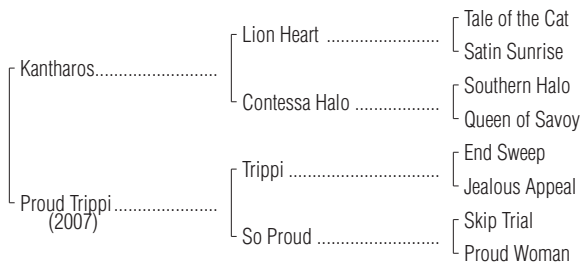 Tale of the Cat
Lion Heart ......................
Satin Sunrise
Kantharos........................
Southern Halo
Contessa Halo .................
Queen of Savoy
End Sweep
Trippi .............................
Jealous Appeal
Proud Trippi....................
(2007)
Skip Trial
So Proud ........................
Proud Woman